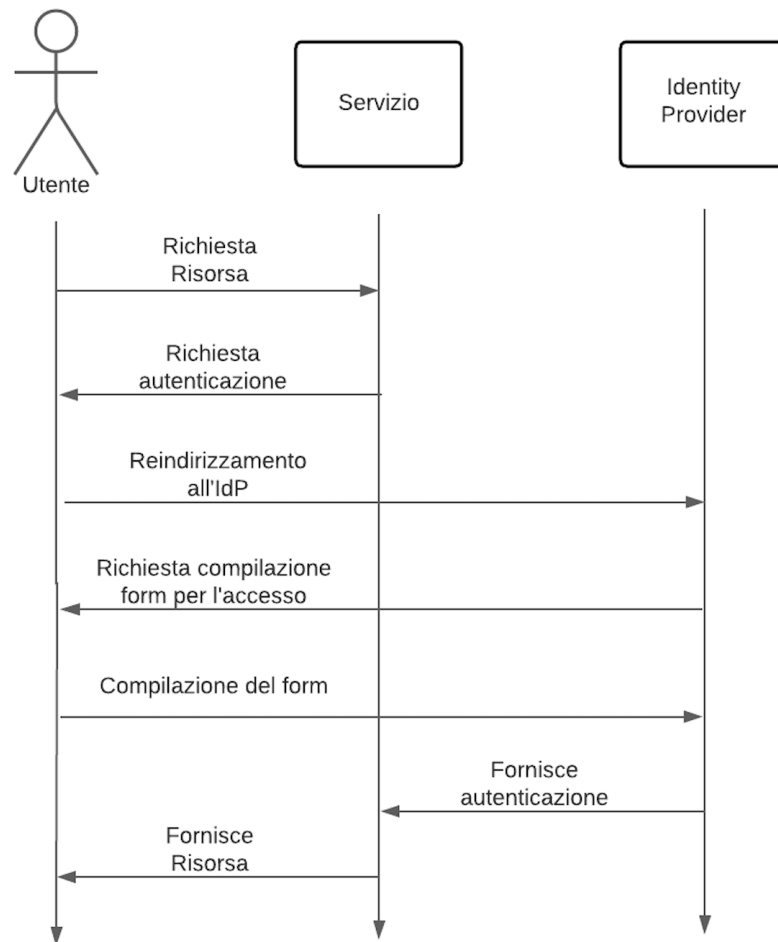 Servizio
Identity
Provider
Utente
Richiesta
Risorsa
Richiesta
autenticazione
Reindirizzamento
all'IdP
Richiesta compilazione
form per l'accesso
Compilazione del form
Fornisce
autenticazione
Fornisce
Risorsa